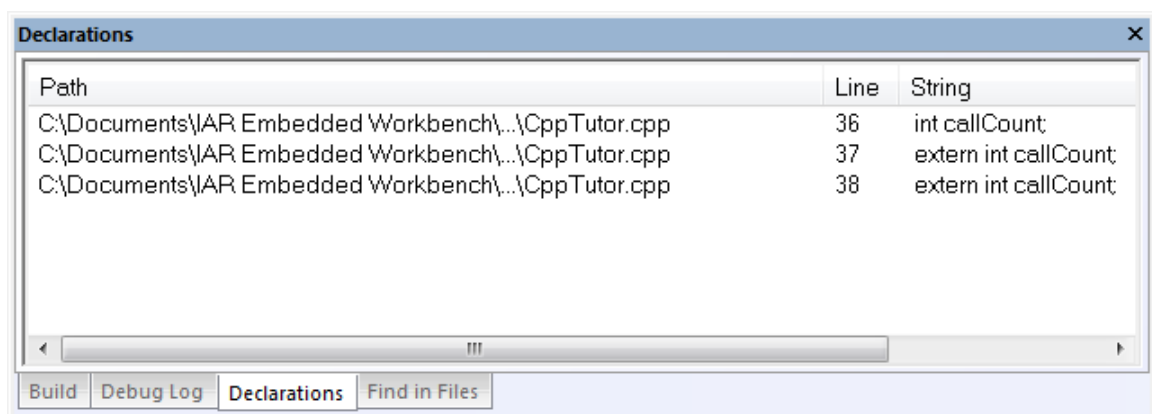 Declarations
Path Line String
C:\Documents\IAR Embedded Workbench\...\CppTutor.cpp 36 int callCount;
C:\Documents\IAR Embedded Workbench\...\CppTutor.cpp 37 extern int callCount;
C:\Documents\IAR Embedded Workbench\...\CppTutor.cpp 38 extern int callCount;
Build Debug Log Declarations Find in Files